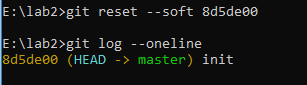 E:\lab2>git reset --soft 8d5de00
E:\lab2>git log --oneline
8d5de00 (HEAD -> master) init